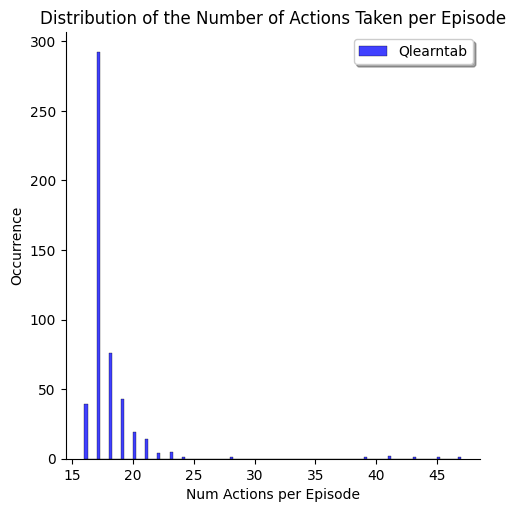 Distribution of the Number of Actions Taken per Episode
Qlearntab
300
250
200
150
100
50
0
Occurrence
15 20 25 30 35 40 45
Num Actions per Episode